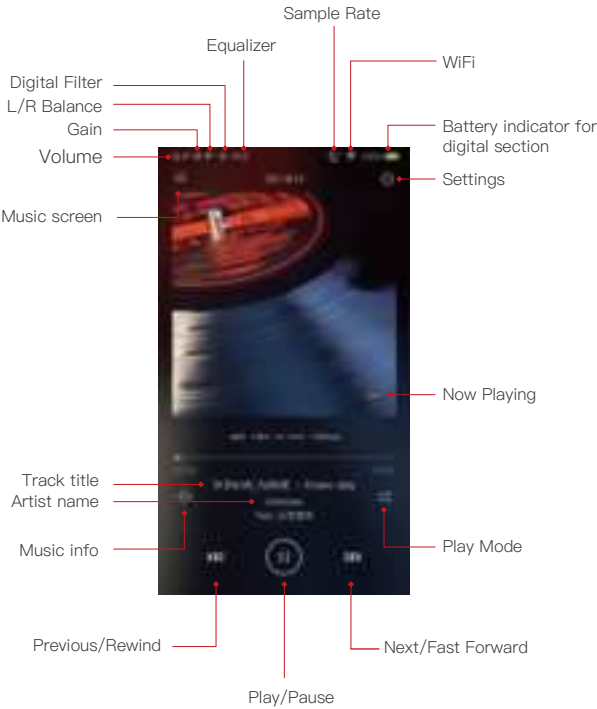 Sample Rate
Equalizer
WiFi
Digital Filter
L/R Balance
Gain
Volume
Battery indicator for
digital section
Settings
Music screen
Now Playing
Track title
Artist name
Music info
Play Mode
Previous/Rewind
Next/Fast Forward
Play/Pause